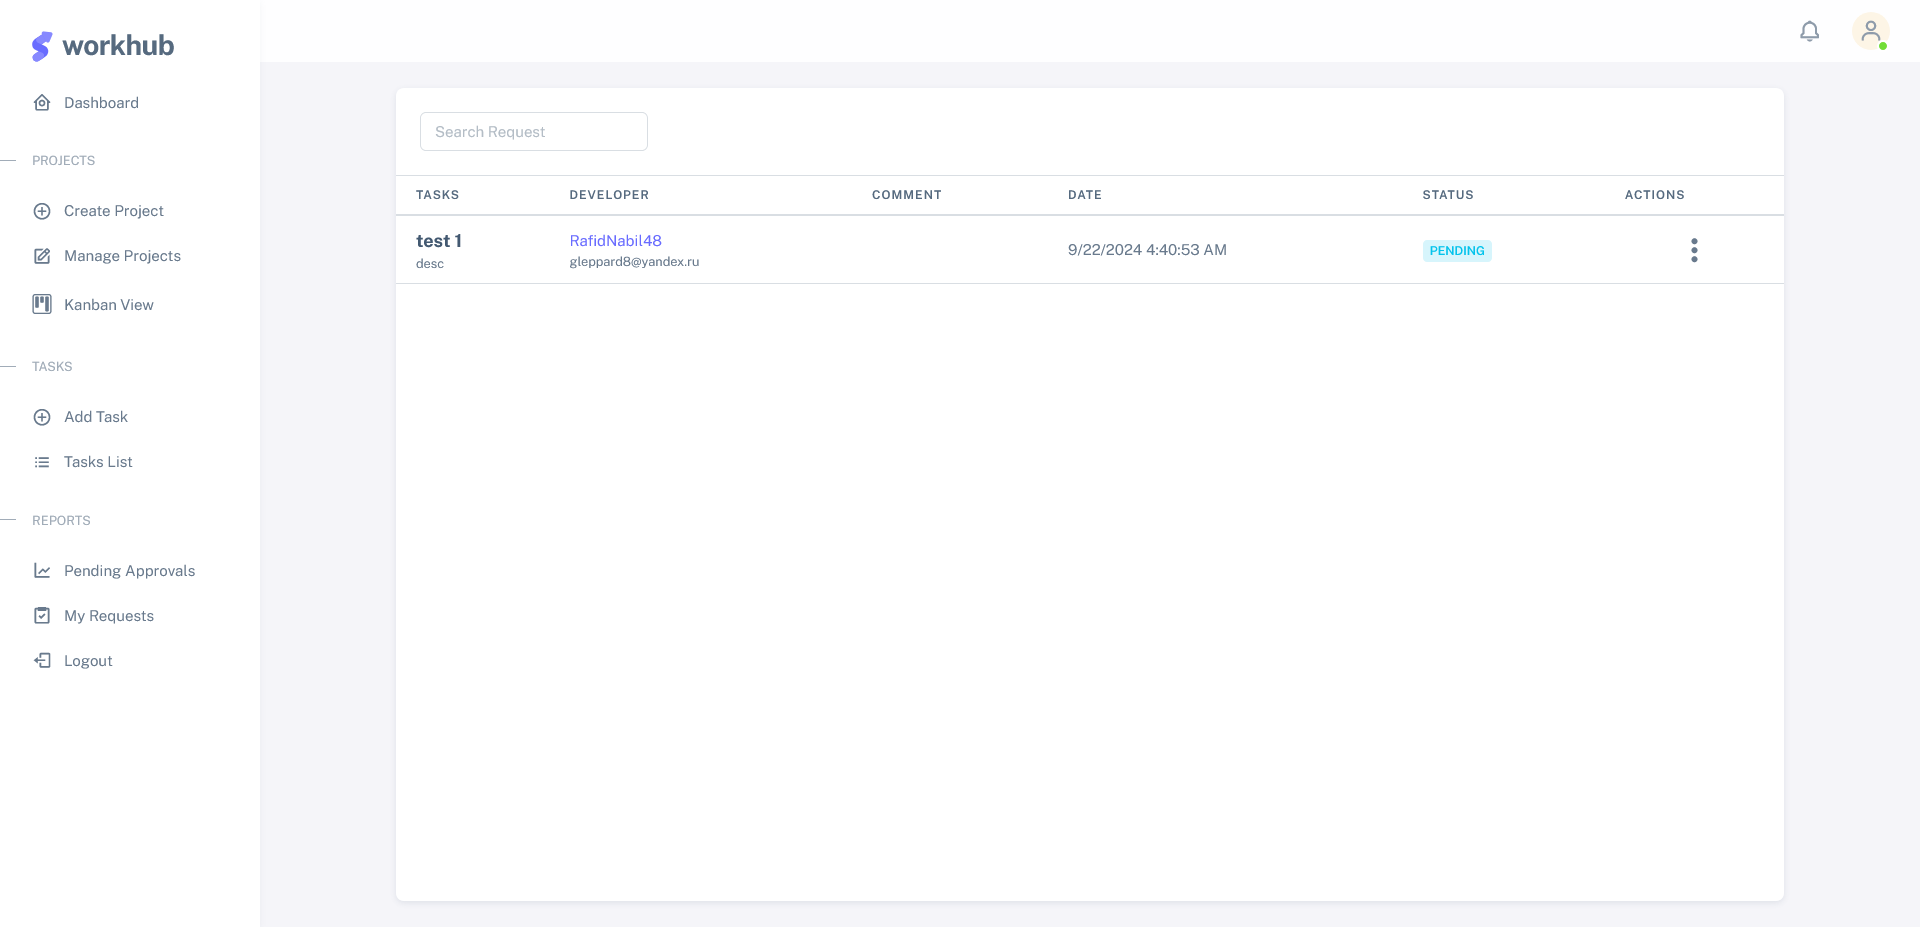 workhub
Dashboard
PROJECTS
Create Project
Manage Projects
Kanban View
TASKS
Add Task
Tasks List
REPORTS
Pending Approvals
My Requests
Logout
Search Request
TASKS DEVELOPER COMMENT DATE STATUS ACTIONS
test 1 RafidNabil48 9/22/2024 4:40:53 AM PENDING
desc gleppard8@yandex.ru